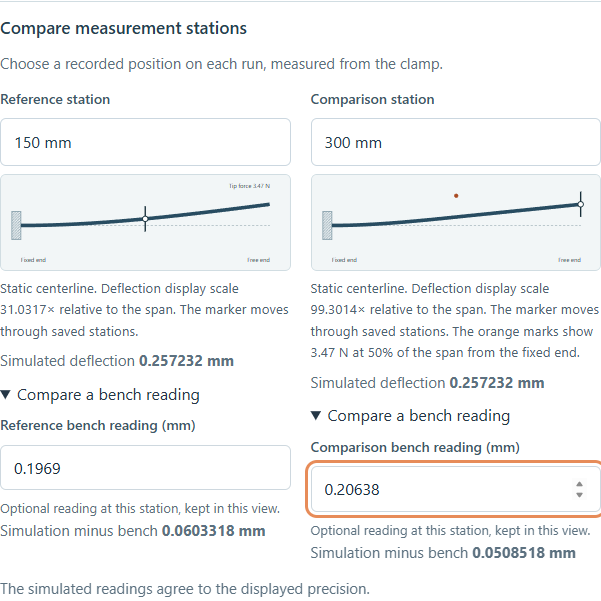 Compare measurement stations
Choose a recorded position on each run, measured from the clamp.
Reference station
150 mm
Tip force 3.47 N
Fixed end
Free end
Static centerline. Deflection display scale
31.0317× relative to the span. The marker moves
through saved stations.
Simulated deflection 0.257232 mm
▼ Compare a bench reading
Reference bench reading (mm)
0.1969
Optional reading at this station, kept in this view.
Simulation minus bench 0.0603318 mm
Comparison station
300 mm
Fixed end
Free end
Static centerline. Deflection display scale
99.3014× relative to the span. The marker moves
through saved stations. The orange marks show
3.47 N at 50% of the span from the fixed end.
Simulated deflection 0.257232 mm
▼ Compare a bench reading
Comparison bench reading (mm)
0.20638
Optional reading at this station, kept in this view.
Simulation minus bench 0.0508518 mm
The simulated readings agree to the displayed precision.